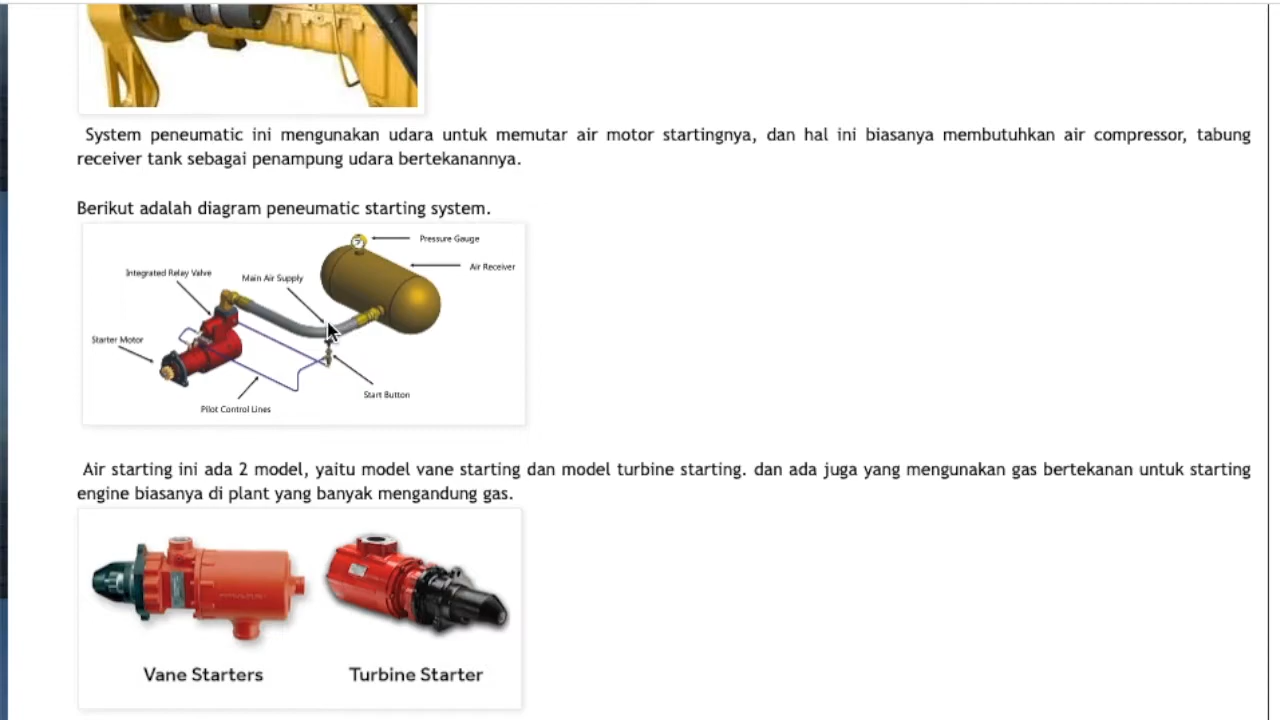 System peneumatic ini mengunakan udara untuk memutar air motor startingnya, dan hal ini biasanya membutuhkan air compressor, tabung
receiver tank sebagai penampung udara bertekanannya.
Berikut adalah diagram peneumatic starting system.
Pressure Gauge
Air Receiver
Integrated Relay Valve
Main Air Supply
Starter Motor
Start Button
Pilot Control Lines
Air starting ini ada 2 model, yaitu model vane starting dan model turbine starting. dan ada juga yang mengunakan gas bertekanan untuk starting
engine biasanya di plant yang banyak mengandung gas.
Vane Starters
Turbine Starter